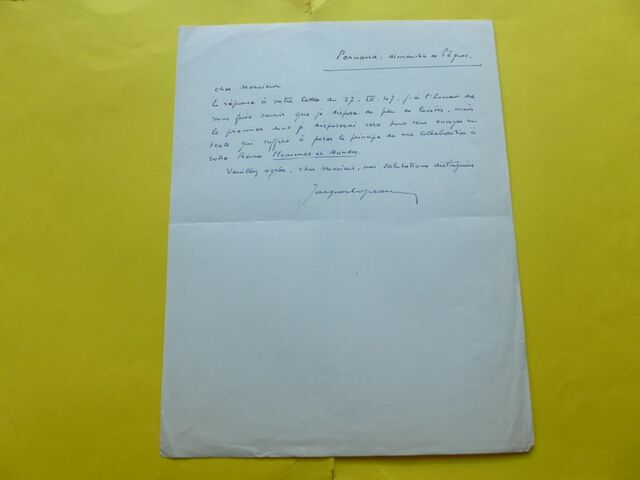 Pernand - dimanche de Pâques.
Cher Monsieur
En réponse à votre lettre du 27. III. 47. j'ai l'honneur de
vous faire savoir que je dispose de peu de loisirs, mais
le premier dont je disposerai sera pour vous envoyer un
texte qui suffira à poser le principe de ma collaboration à
votre Revue Hommes et Mondes.
Veuillez agréer, cher Monsieur, mes salutations distinguées
Jacques Copeau